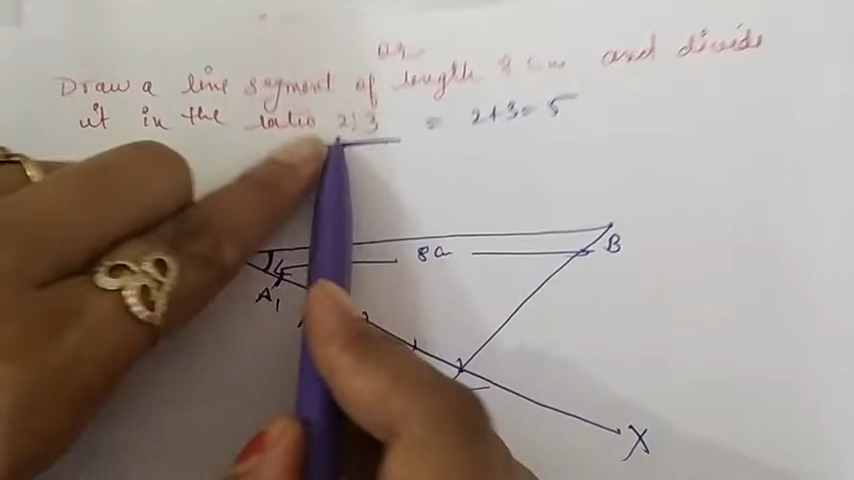 Draw a line segment of length 8 cm and divide
it in the ratio 2:3 = 2+3=5
8 cm
B
A1
X